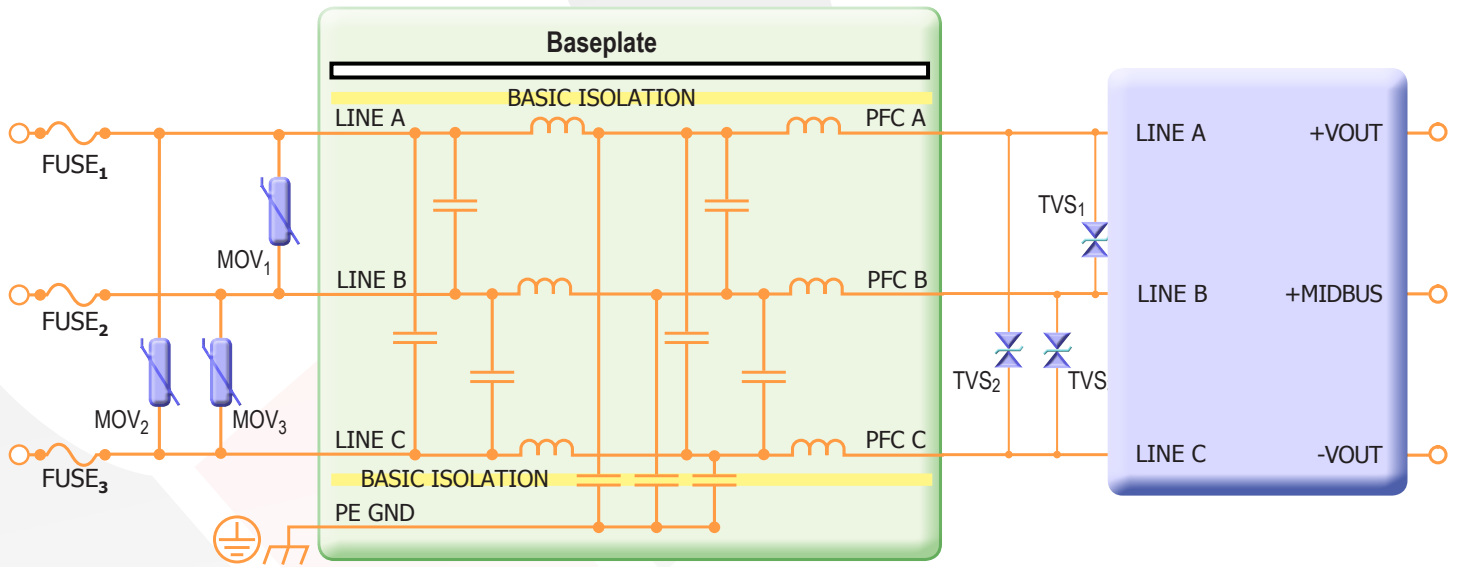 Baseplate
BASIC ISOLATION
LINE A
PFC A
LINE A
+VOUT
FUSE1
TVS1
MOV1
LINE B
PFC B
LINE B
+MIDBUS
FUSE2
TVS2
TVS
MOV2
MOV3
LINE C
PFC C
LINE C
-VOUT
FUSE3
BASIC ISOLATION
PE GND